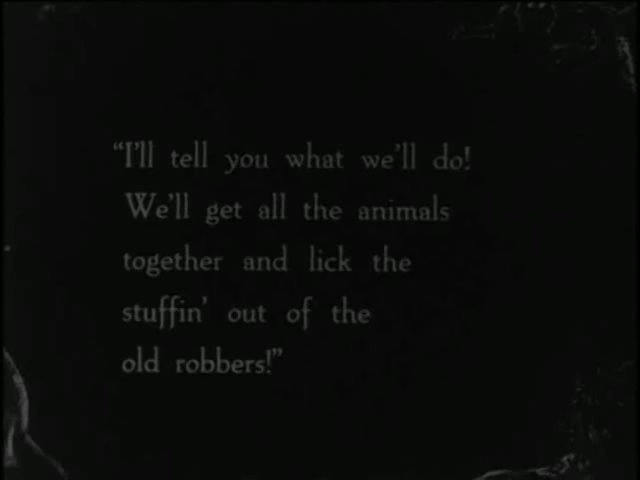 “I’ll tell you what we’ll do!
We’ll get all the animals
together and lick the
stuffin’ out of the
old robbers!”